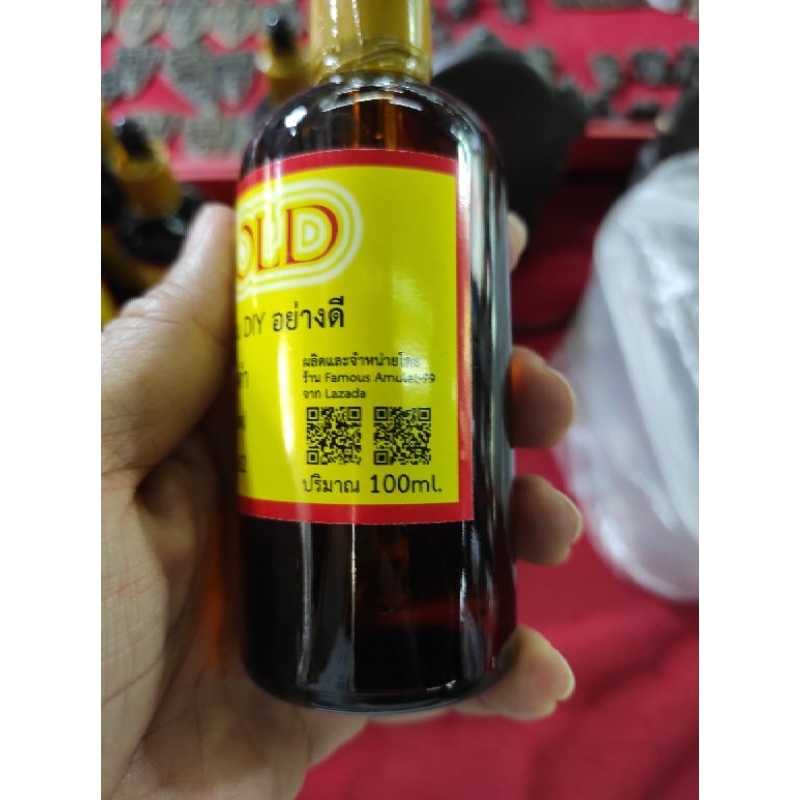 OLD
DIY อย่างดี
ผลิตและจำหน่ายโดย
ร้าน Famous Amulet99
จาก Lazada
ปริมาณ 100ml.